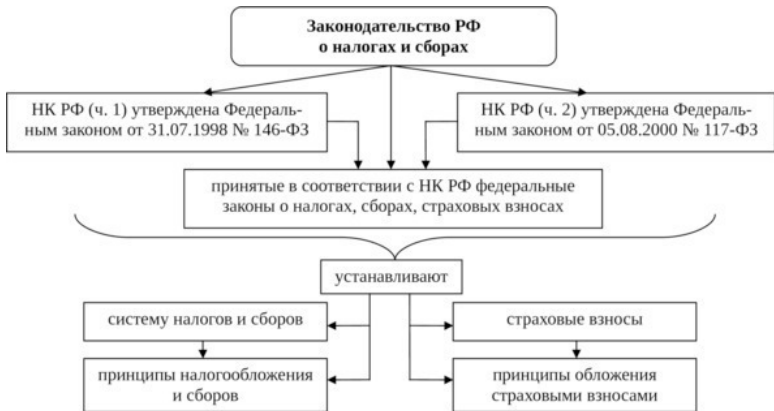 Законодательство РФ
о налогах и сборах
НК РФ (ч. 1) утверждена Федераль-
ным законом от 31.07.1998 № 146-ФЗ
НК РФ (ч. 2) утверждена Федераль-
ным законом от 05.08.2000 № 117-ФЗ
принятые в соответствии с НК РФ федеральные
законы о налогах, сборах, страховых взносах
устанавливают
систему налогов и сборов
страховые взносы
принципы налогообложения
и сборов
принципы обложения
страховыми взносами